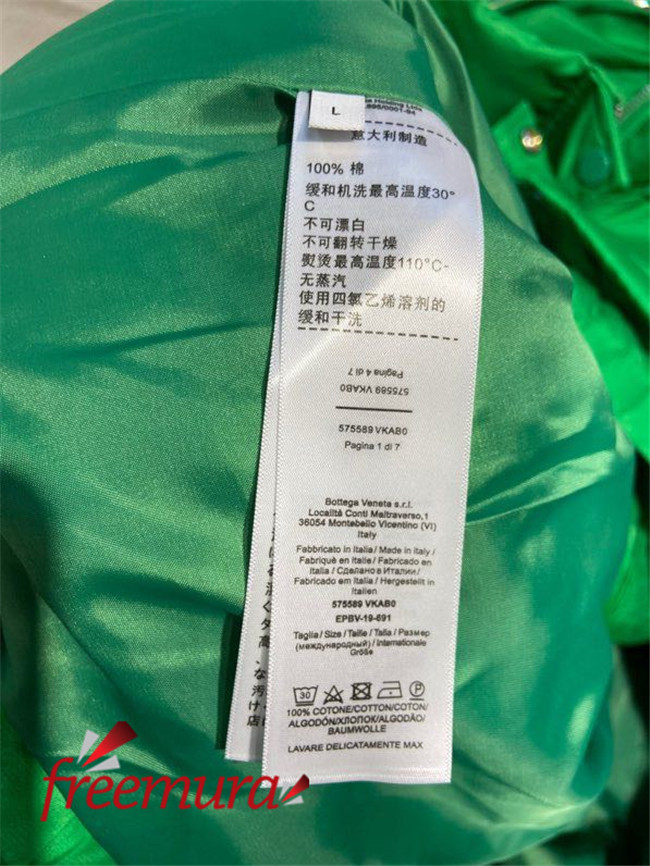 L
Holding Ltda
意大利制造
100% 棉
缓和机洗最高温度30°
C
不可漂白
不可翻转干燥
熨烫最高温度110°C-
无蒸汽
使用四氯乙烯溶剂的
缓和干洗
Pagina 4 di 7
575589 VKAB0
575589 VKAB0
Pagina 1 di 7
Bottega Veneta s.r.l.
Località Conti Maltraverso,1
36054 Montebello Vicentino (VI)
Italy
Fabbricato in Italia / Made in Italy /
Fabriqué en Italie / Fabricado en
Italia / Сделано в Италии /
Fabricado em Itália / Hergestellt in
Italien
575589 VKAB0
EPBV-19-691
Taglia / Size / Taille / Talla / Размер
(международный) / Internationale
Größe
30
P
100% COTONE/COTTON/COTON/
ALGODÓN/ХЛОПОК/ALGODÃO/
BAUMWOLLE
LAVARE DELICATAMENTE MAX
freemura